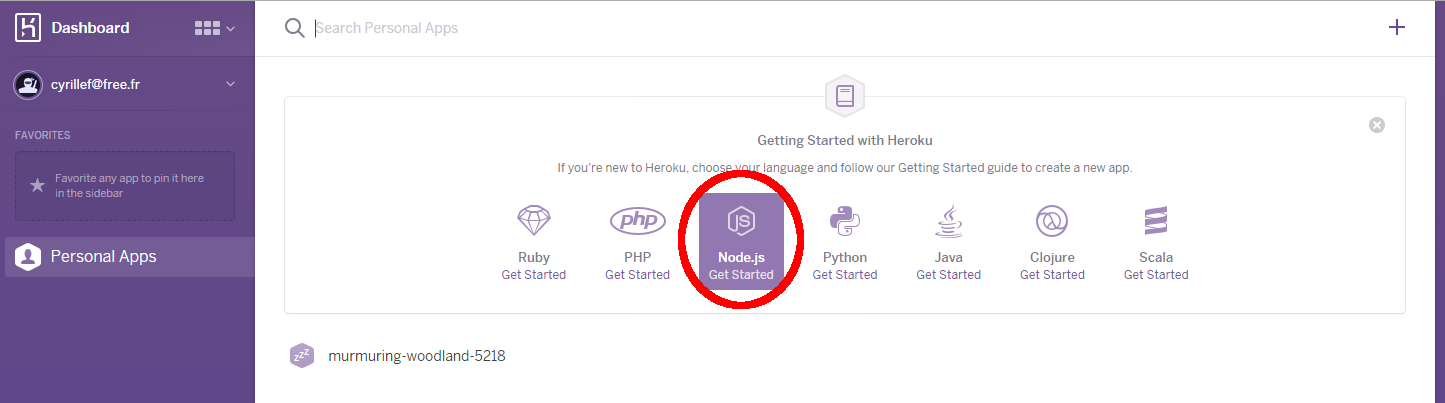 Dashboard
Search Personal Apps
cyrillef@free.fr
FAVORITES
Favorite any app to pin it here
in the sidebar
Personal Apps
Getting Started with Heroku
If you're new to Heroku, choose your language and follow our Getting Started guide to create a new app.
php
JS
Ruby
PHP
Node.js
Python
Java
Clojure
Scala
Get Started
Get Started
Get Started
Get Started
Get Started
Get Started
Get Started
zzz
murmuring-woodland-5218